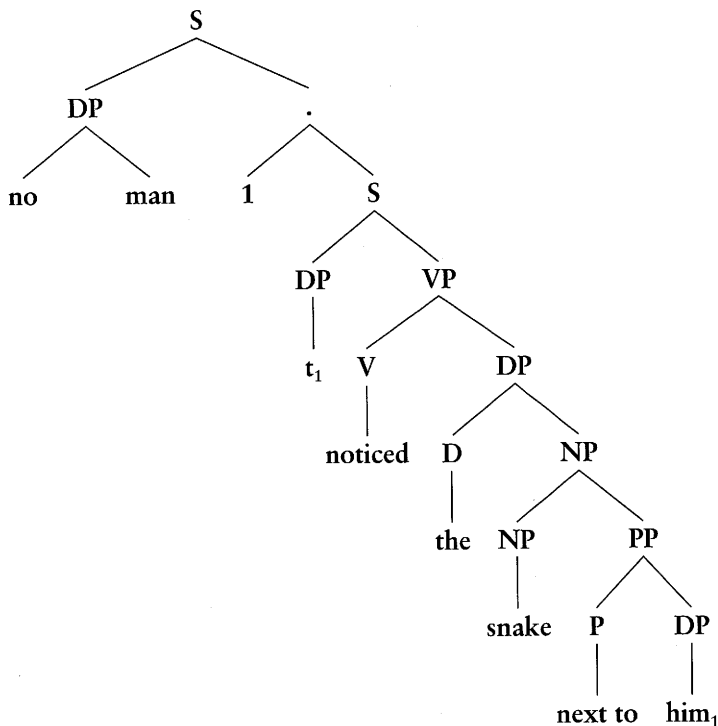 S
DP .
no man 1 S
DP VP
t₁ V DP
noticed D NP
the NP PP
snake P DP
next to him₁